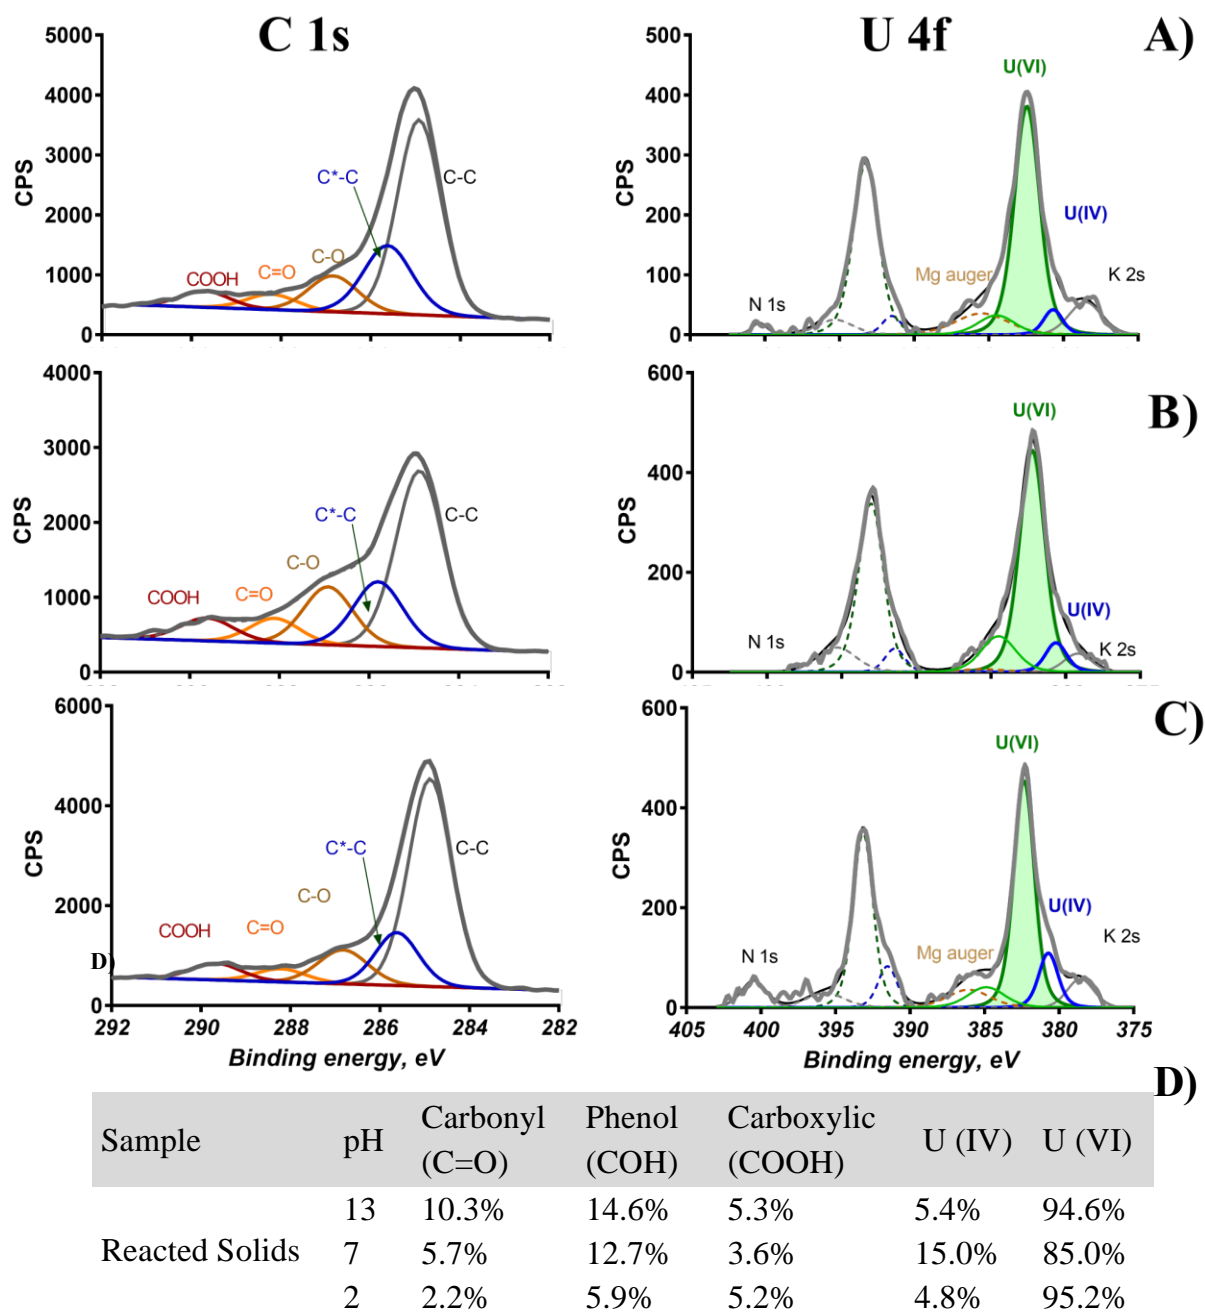 C 1s
U 4f
A)
5000
4000
3000
2000
1000
0
CPS
COOH
C=O
C-O
C*-C
C-C
500
400
300
200
100
0
CPS
N 1s
Mg auger
U(VI)
U(IV)
K 2s
B)
4000
3000
2000
1000
0
CPS
COOH
C=O
C-O
C*-C
C-C
600
400
200
0
CPS
N 1s
U(VI)
U(IV)
K 2s
C)
6000
4000
2000
0
CPS
D)
COOH
C=O
C-O
C*-C
C-C
292 290 288 286 284 282
Binding energy, eV
600
400
200
0
CPS
N 1s
Mg auger
U(VI)
U(IV)
K 2s
405 400 395 390 385 380 375
Binding energy, eV
D)
Sample pH Carbonyl (C=O) Phenol (COH) Carboxylic (COOH) U (IV) U (VI)
Reacted Solids
13 10.3% 14.6% 5.3% 5.4% 94.6%
7 5.7% 12.7% 3.6% 15.0% 85.0%
2 2.2% 5.9% 5.2% 4.8% 95.2%